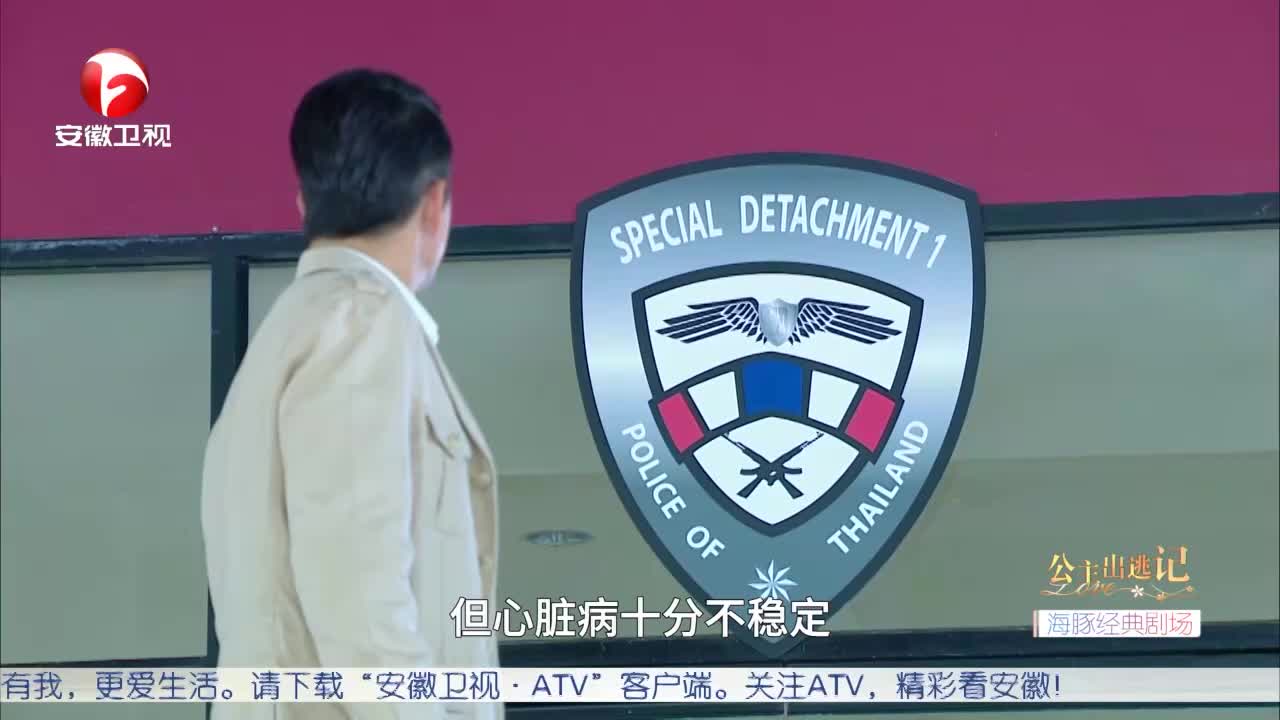 安徽卫视
SPECIAL DETACHMENT 1
POLICE OF THAILAND
公主出逃记
Love
海豚经典剧场
但心脏病十分不稳定
有我，更爱生活。请下载“安徽卫视·ATV”客户端。关注ATV，精彩看安徽！